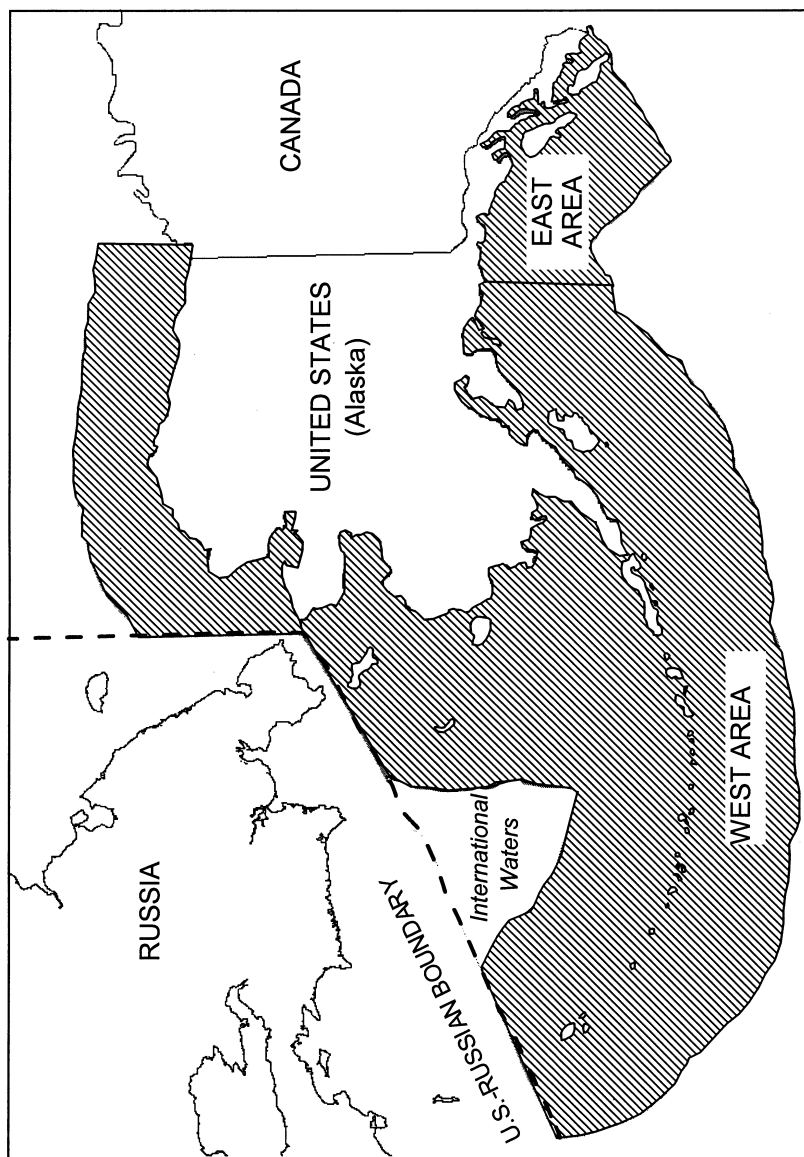 RUSSIA
CANADA
UNITED STATES
(Alaska)
U.S.-RUSSIAN BOUNDARY
International
Waters
EAST
AREA
WEST AREA